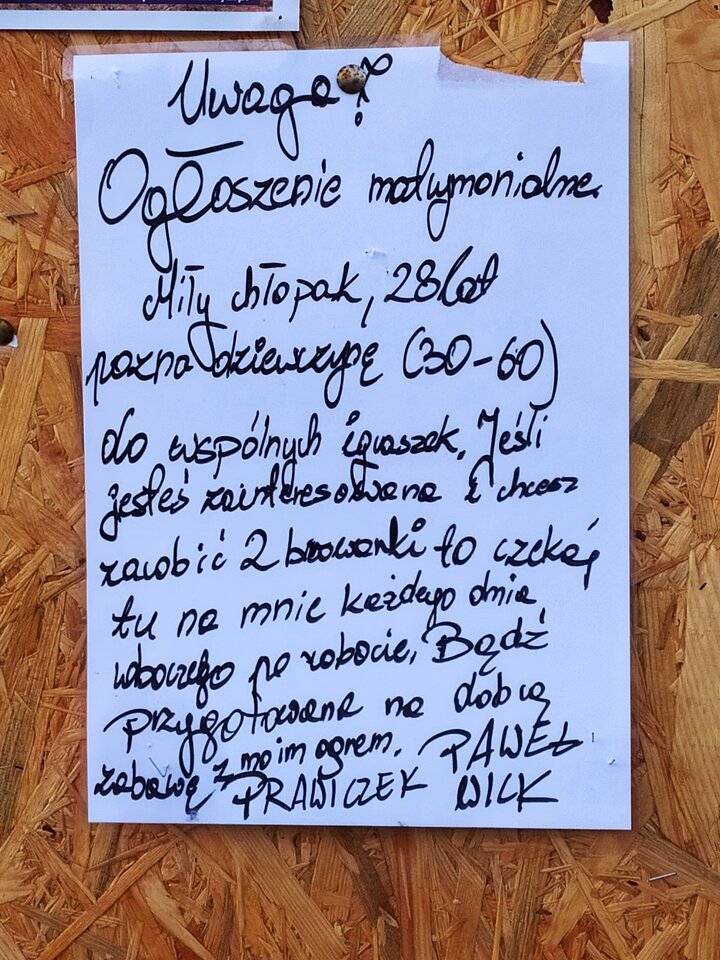 Uwaga!
Ogłoszenie matrymonialne.
Miły chłopak, 28 lat
pozna dziewczynę (30-60)
do wspólnych igraszek. Jeśli
jesteś zainteresowana i chcesz
zarobić 2 browarki to czekaj
tu na mnie każdego dnia
roboczego po robocie. Bądź
przygotowana na dobrą
zabawę z moim ogrem. PAWEŁ
PRAWICZEK WILK